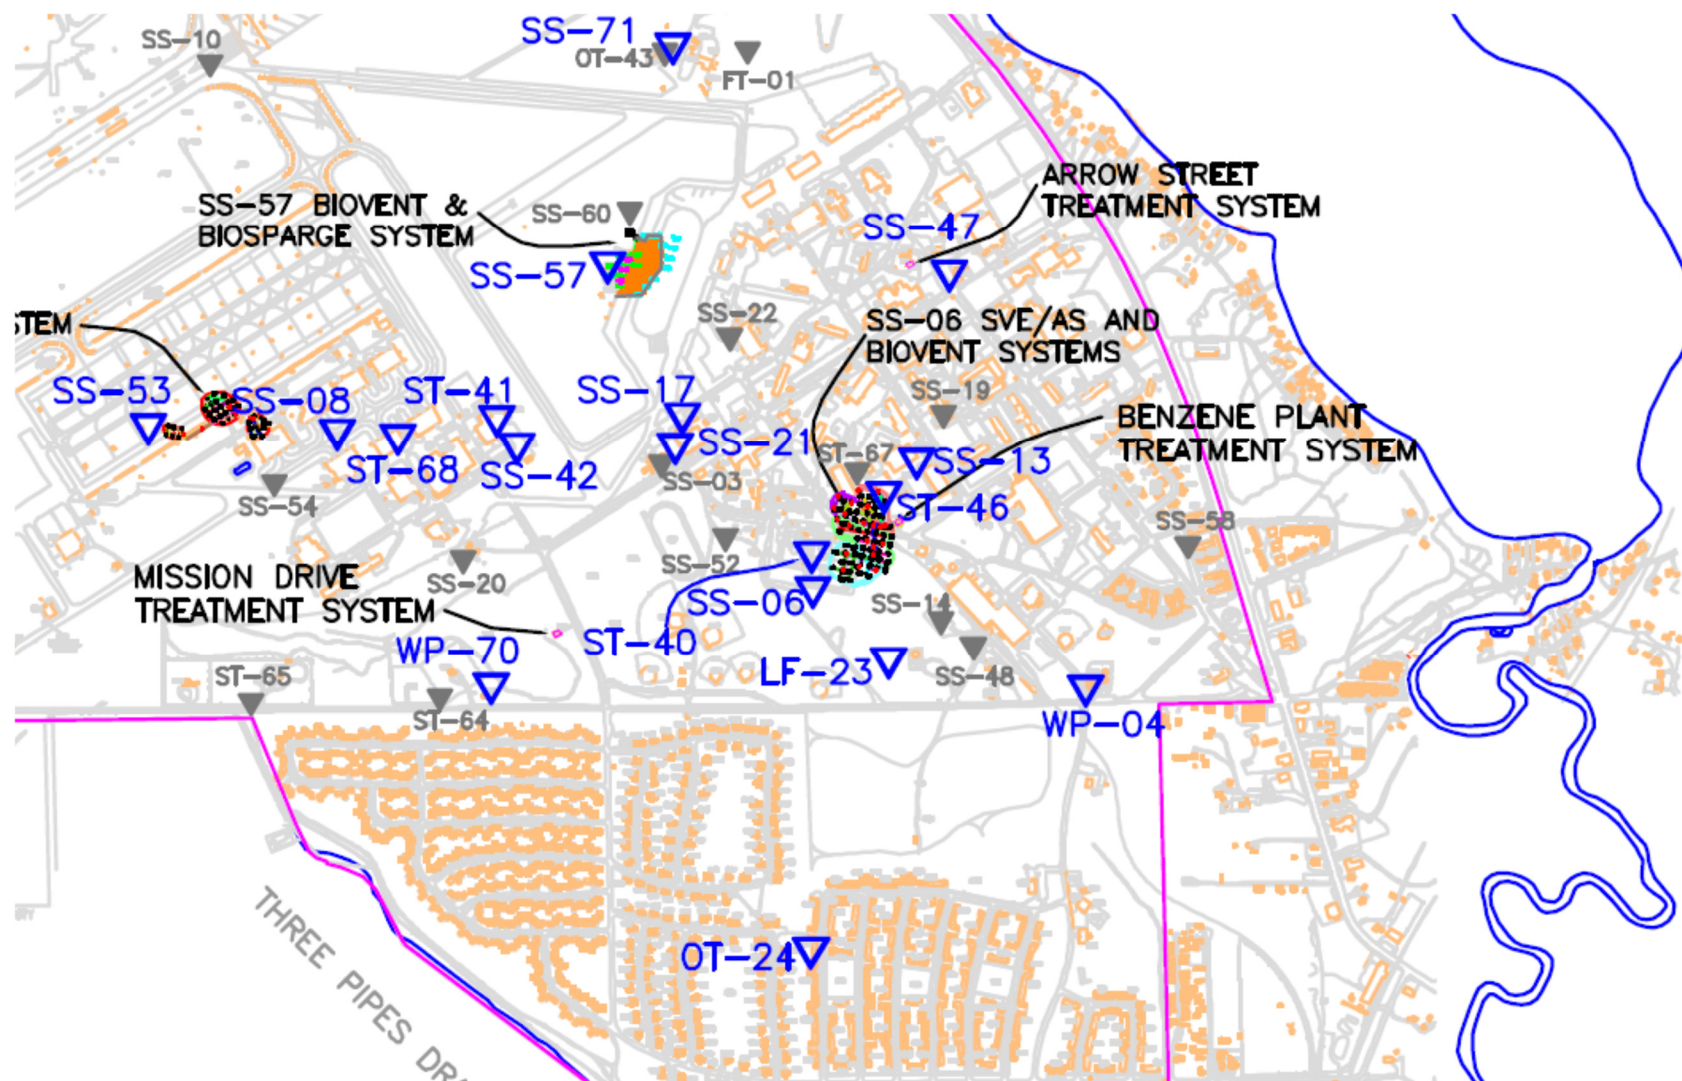 SS-71
SS-10
OT-43
FT-01
ARROW STREET
TREATMENT SYSTEM
SS-57 BIOVENT &
BIOSPARGE SYSTEM
SS-60
SS-47
SS-57
SS-22
SS-06 SVE/AS AND
BIOVENT SYSTEMS
STEM
SS-53
SS-08
ST-41
SS-17
SS-19
BENZENE PLANT
TREATMENT SYSTEM
SS-21
ST-67
SS-13
ST-68
SS-42
SS-03
SS-54
ST-46
SS-58
SS-52
SS-20
MISSION DRIVE
TREATMENT SYSTEM
SS-06
SS-14
ST-40
WP-70
LF-23
SS-48
ST-65
ST-64
WP-04
THREE PIPES
OT-24